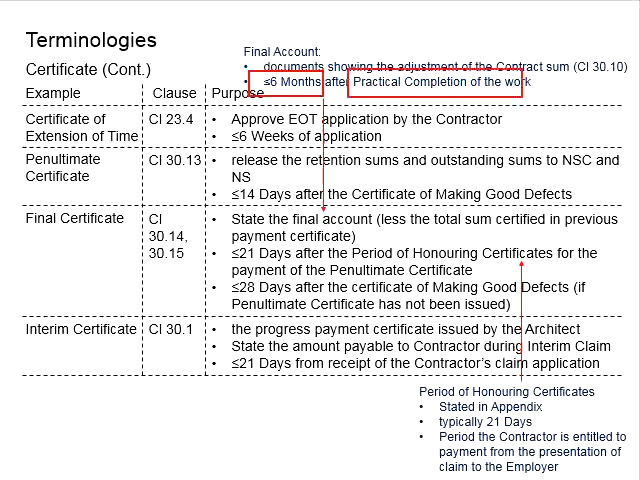 Terminologies
Final Account:
• documents showing the adjustment of the Contract sum (Cl 30.10)
• ≤6 Months after Practical Completion of the work
Certificate (Cont.)
Example Clause Purpose
Certificate of Extension of Time Cl 23.4
• Approve EOT application by the Contractor
• ≤6 Weeks of application
Penultimate Certificate Cl 30.13
• release the retention sums and outstanding sums to NSC and
NS
• ≤14 Days after the Certificate of Making Good Defects
Final Certificate Cl 30.14, 30.15
• State the final account (less the total sum certified in previous
payment certificate)
• ≤21 Days after the Period of Honouring Certificates for the
payment of the Penultimate Certificate
• ≤28 Days after the certificate of Making Good Defects (if
Penultimate Certificate has not been issued)
Interim Certificate Cl 30.1
• the progress payment certificate issued by the Architect
• State the amount payable to Contractor during Interim Claim
• ≤21 Days from receipt of the Contractor's claim application
Period of Honouring Certificates
• Stated in Appendix
• typically 21 Days
• Period the Contractor is entitled to
payment from the presentation of
claim to the Employer